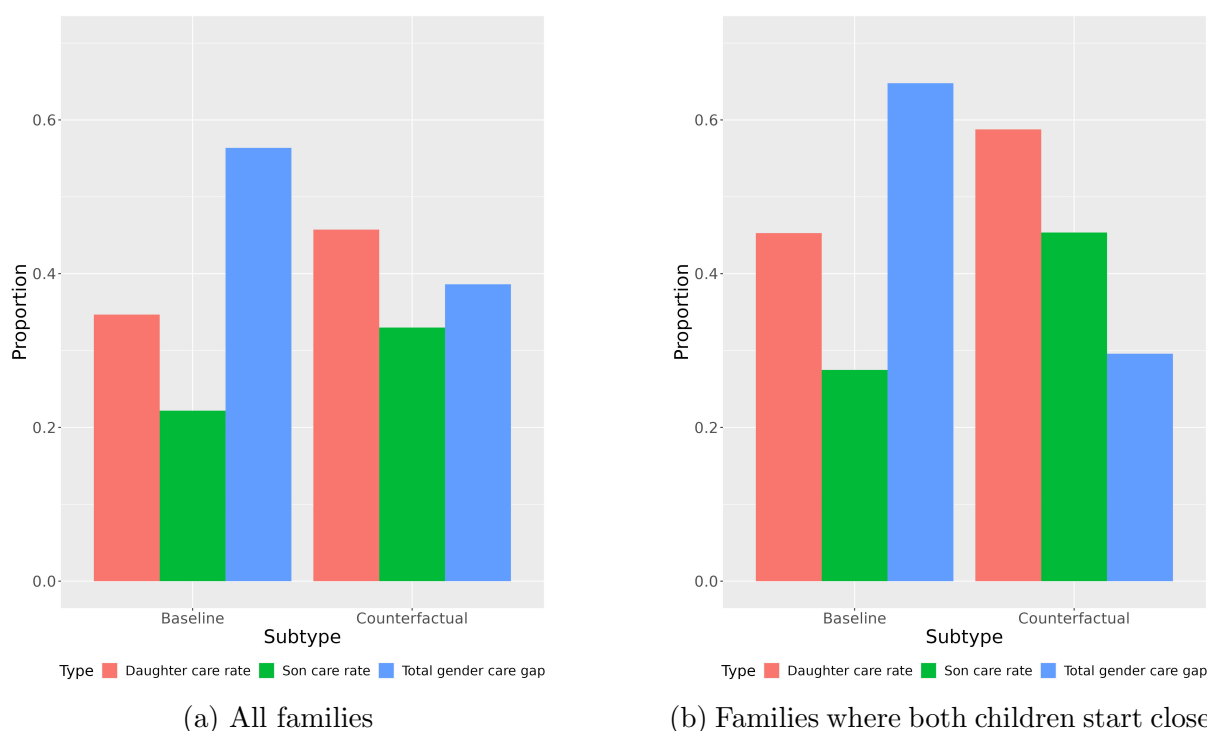 0.6
0.4
0.2
0.0
Proportion
Baseline Counterfactual
Subtype
Type Daughter care rate Son care rate Total gender care gap
(a) All families
0.6
0.4
0.2
0.0
Proportion
Baseline Counterfactual
Subtype
Type Daughter care rate Son care rate Total gender care gap
(b) Families where both children start close